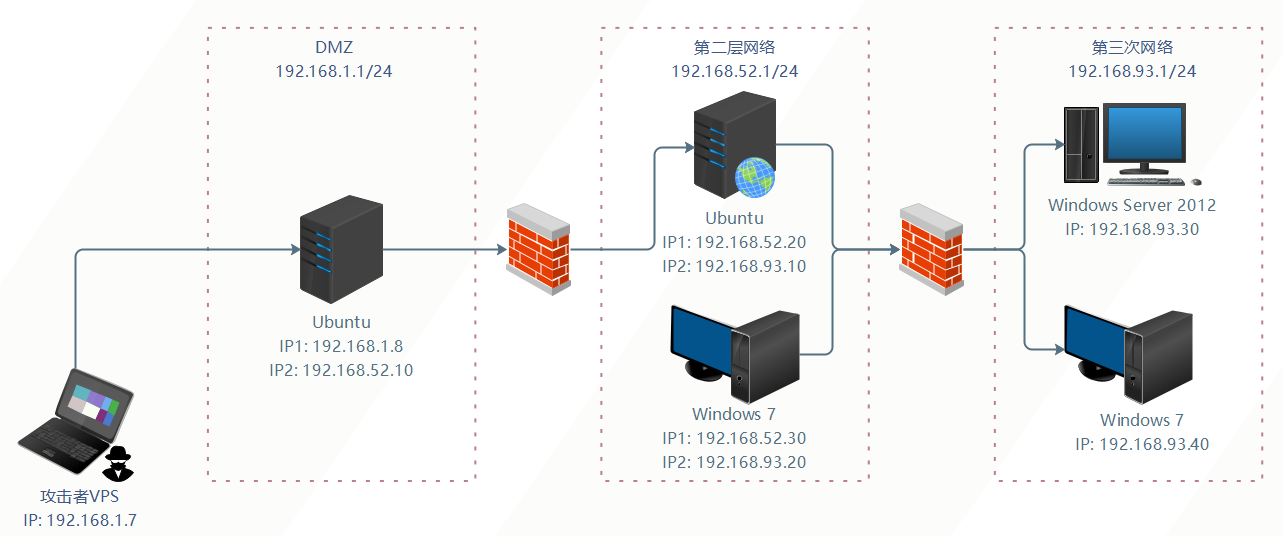 DMZ
192.168.1.1/24
第二层网络
192.168.52.1/24
第三次网络
192.168.93.1/24
Ubuntu
IP1: 192.168.1.8
IP2: 192.168.52.10
Ubuntu
IP1: 192.168.52.20
IP2: 192.168.93.10
Windows 7
IP1: 192.168.52.30
IP2: 192.168.93.20
Windows Server 2012
IP: 192.168.93.30
Windows 7
IP: 192.168.93.40
攻击者VPS
IP: 192.168.1.7